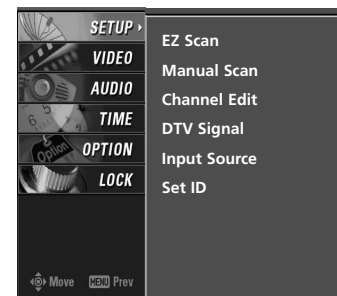 SETUP
VIDEO
AUDIO
TIME
OPTION
LOCK
Move MENU Prev
EZ Scan
Manual Scan
Channel Edit
DTV Signal
Input Source
Set ID